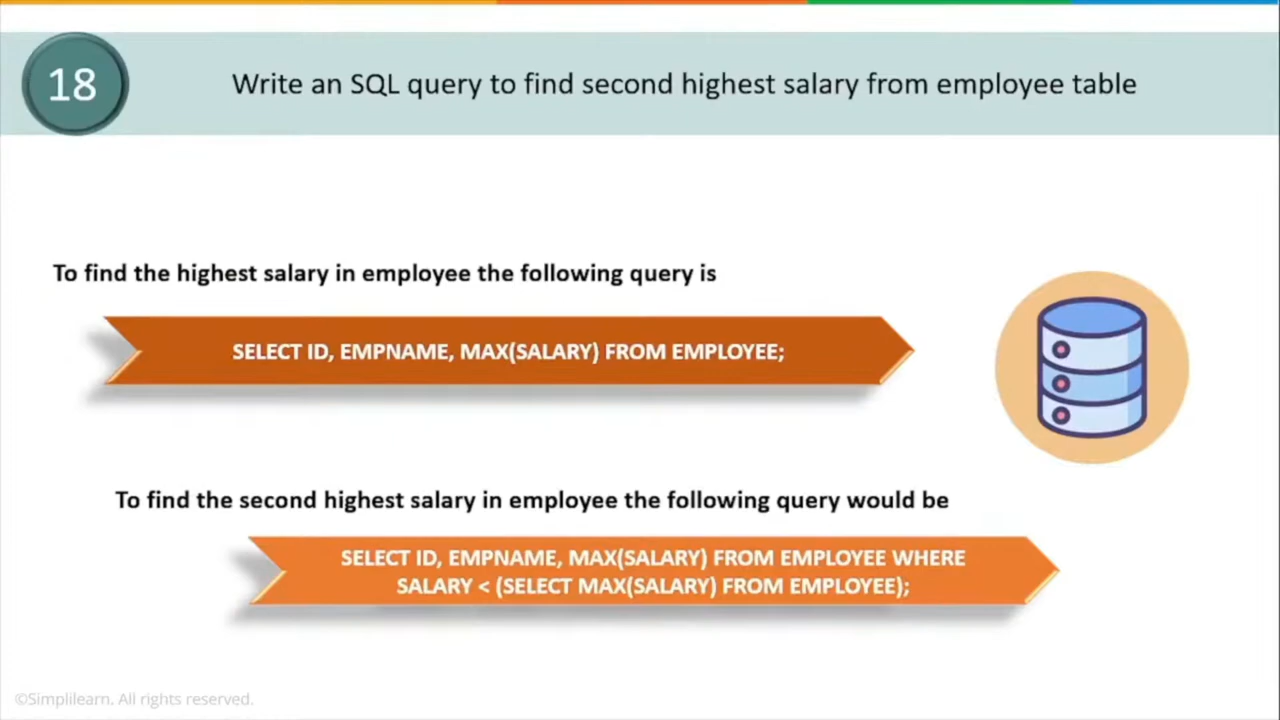 18
Write an SQL query to find second highest salary from employee table
To find the highest salary in employee the following query is
SELECT ID, EMPNAME, MAX(SALARY) FROM EMPLOYEE;
To find the second highest salary in employee the following query would be
SELECT ID, EMPNAME, MAX(SALARY) FROM EMPLOYEE WHERE
SALARY < (SELECT MAX(SALARY) FROM EMPLOYEE);
©Simplilearn. All rights reserved.